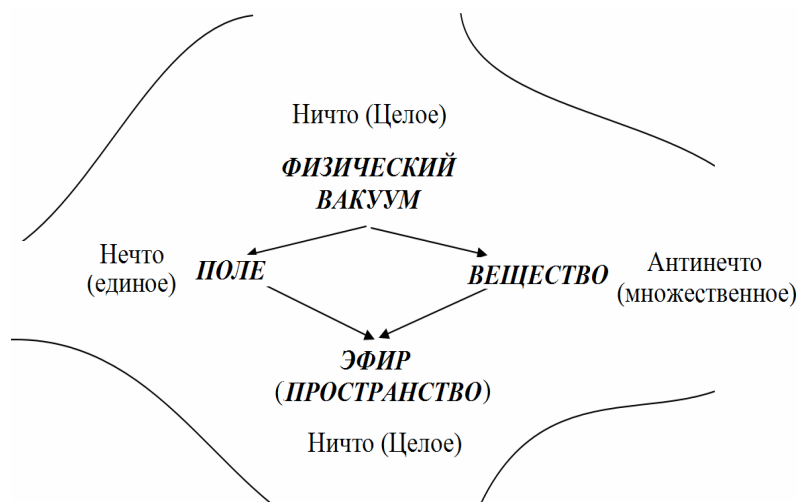 Ничто (Целое)
ФИЗИЧЕСКИЙ
ВАКУУМ
Нечто
(единое)
ПОЛЕ
ВЕЩЕСТВО
Антинечто
(множественное)
ЭФИР
(ПРОСТРАНСТВО)
Ничто (Целое)